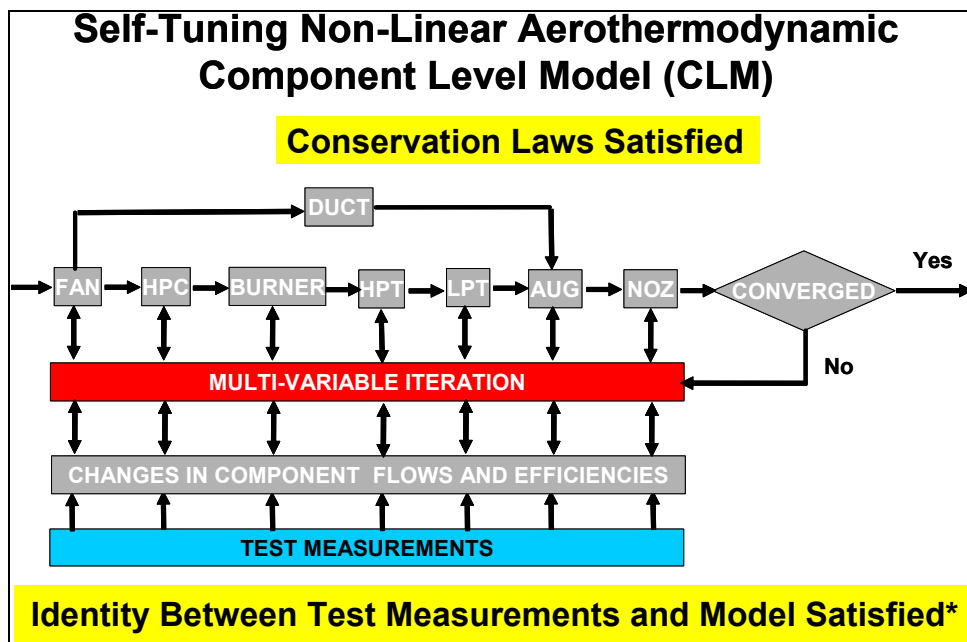 Self-Tuning Non-Linear Aerothermodynamic
Component Level Model (CLM)
Conservation Laws Satisfied
DUCT
FAN
HPC
BURNER
HPT
LPT
AUG
NOZ
CONVERGED
Yes
No
MULTI-VARIABLE ITERATION
CHANGES IN COMPONENT FLOWS AND EFFICIENCIES
TEST MEASUREMENTS
Identity Between Test Measurements and Model Satisfied*